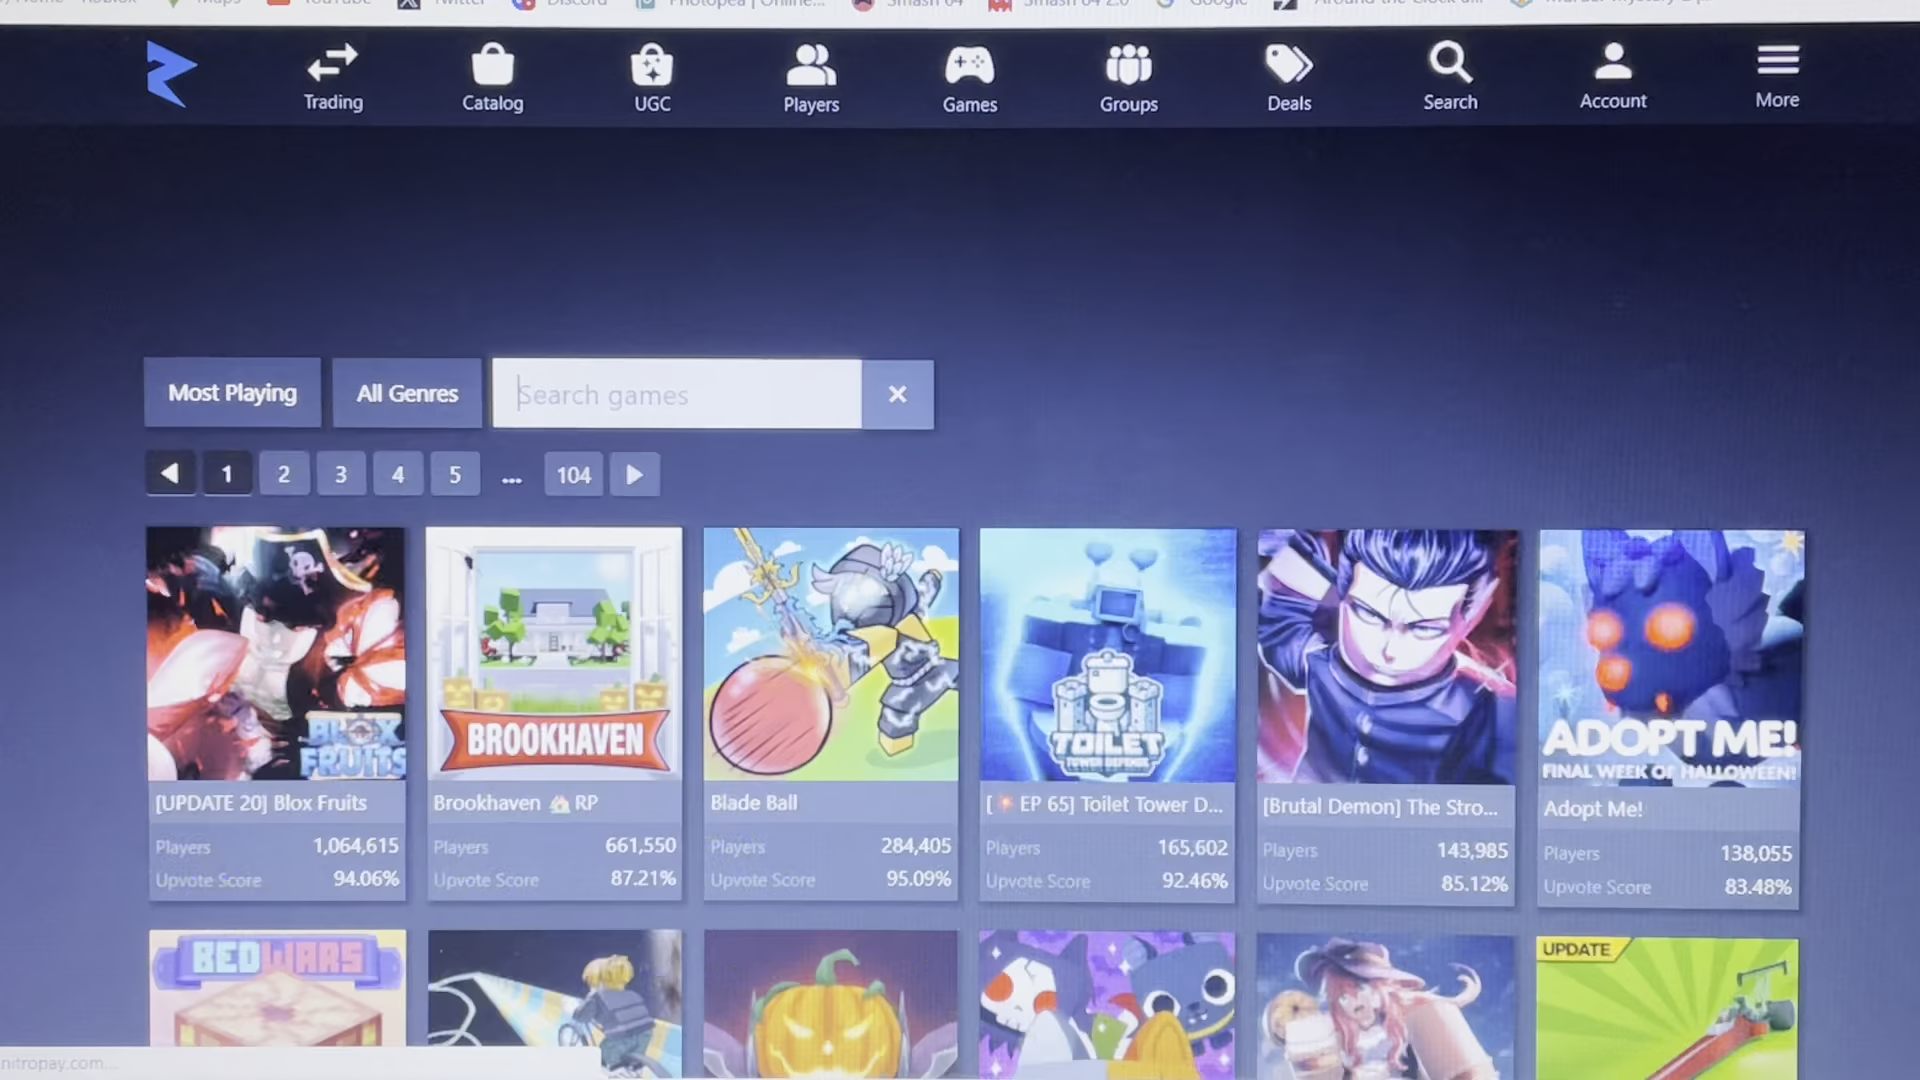 Trading
Catalog
UGC
Players
Games
Groups
Deals
Search
Account
More
Most Playing
All Genres
Search games
1
2
3
4
5
...
104
BLOX
FRUITS
BROOKHAVEN
TOILET
TOWER DEFENSE
ADOPT ME!
FINAL WEEK OF HALLOWEEN!
[UPDATE 20] Blox Fruits
Brookhaven 🏠 RP
Blade Ball
[💥 EP 65] Toilet Tower D...
[Brutal Demon] The Stro...
Adopt Me!
Players 1,064,615
Players 661,550
Players 284,405
Players 165,602
Players 143,985
Players 138,055
Upvote Score 94.06%
Upvote Score 87.21%
Upvote Score 95.09%
Upvote Score 92.46%
Upvote Score 85.12%
Upvote Score 83.48%
BEDWARS
UPDATE
nitropay.com...